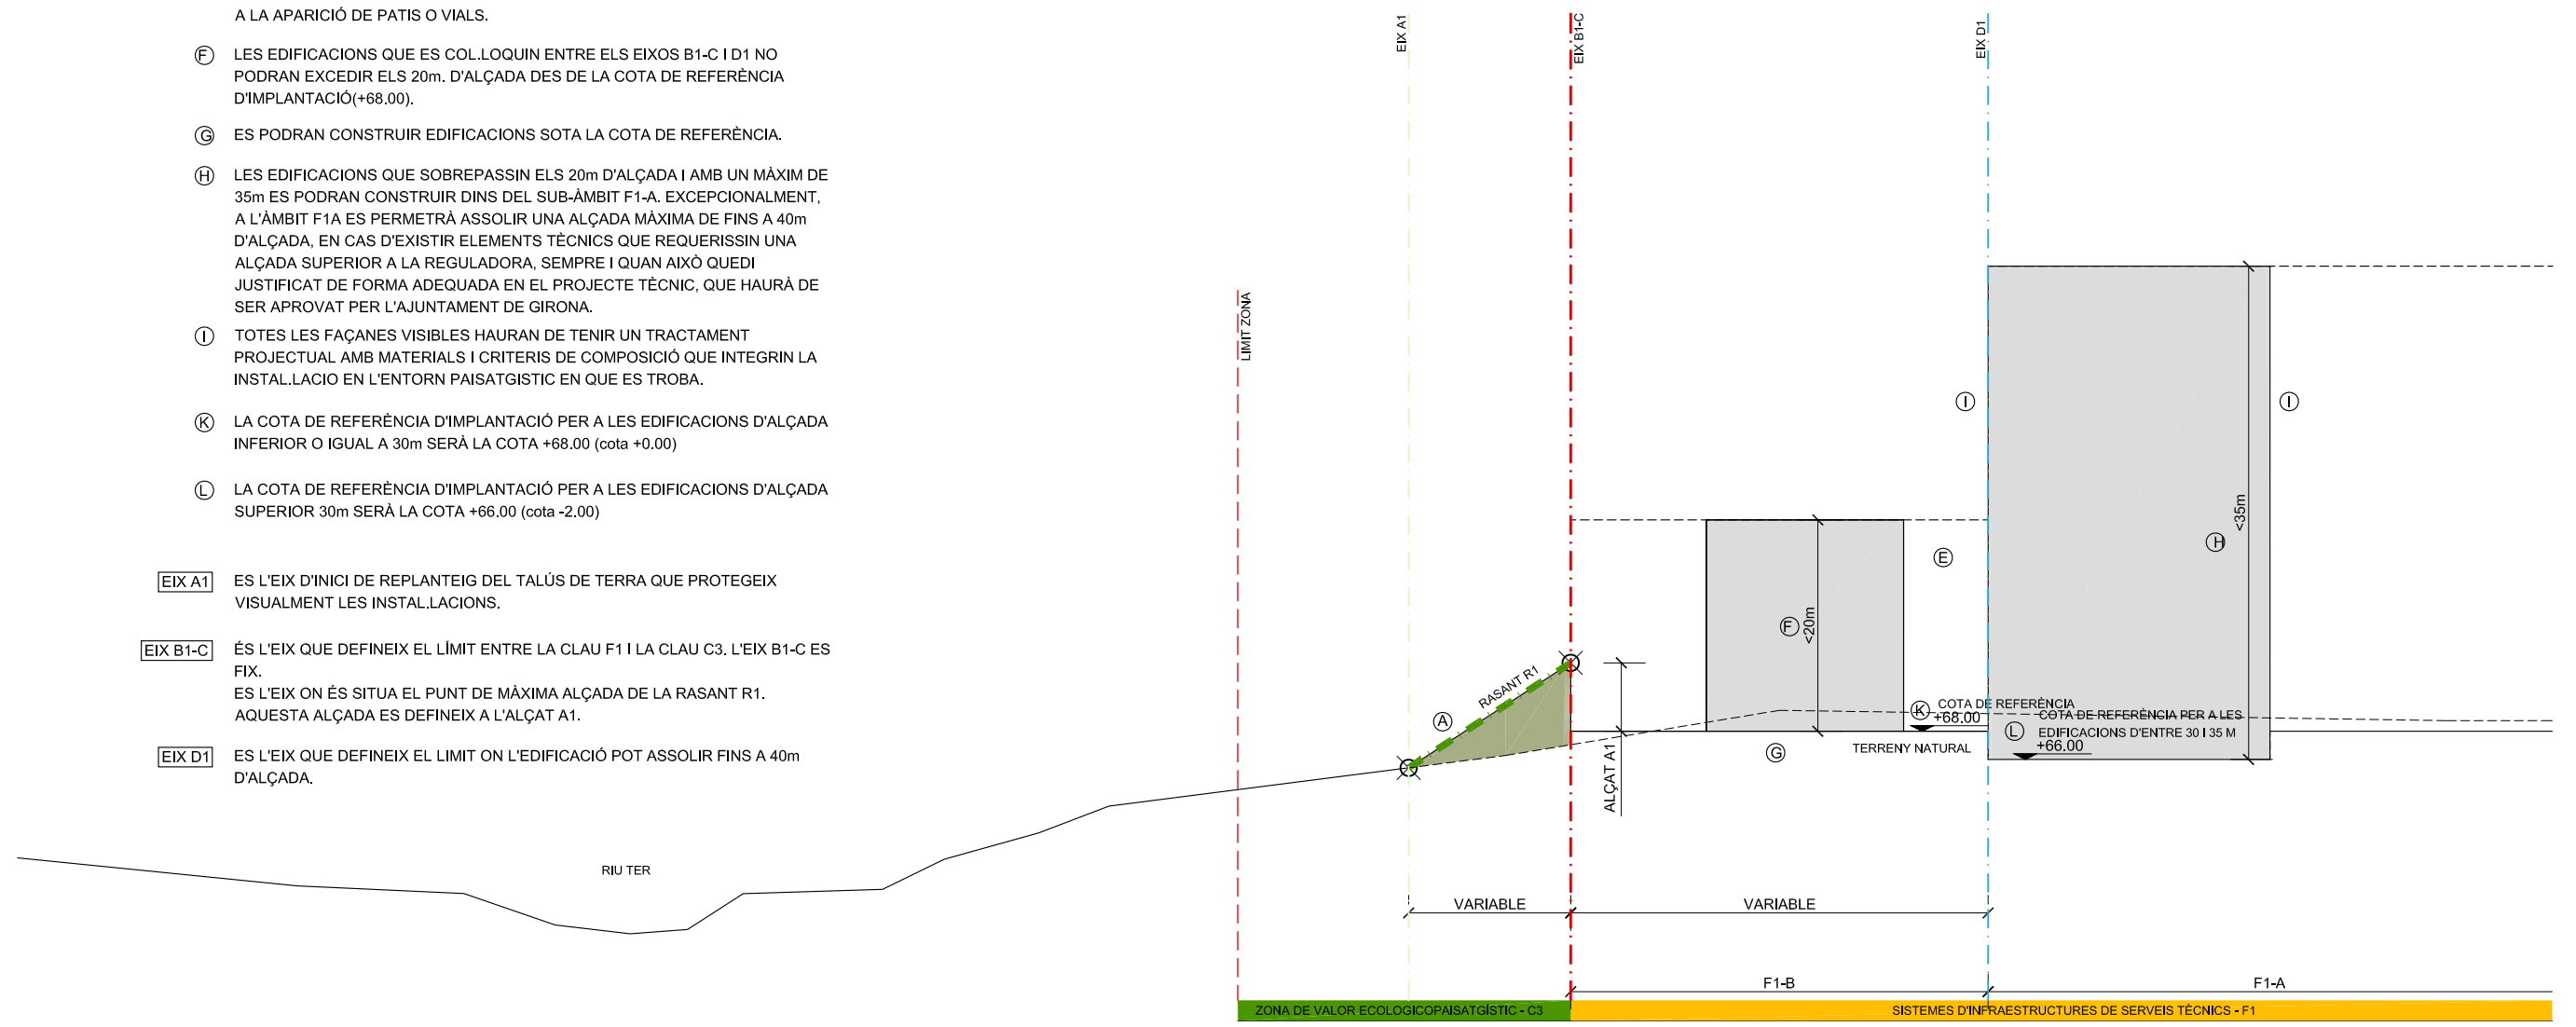 A LA APARICIÓ DE PATIS O VIALS.
F LES EDIFICACIONS QUE ES COL.LOQUIN ENTRE ELS EIXOS B1-C I D1 NO
PODRAN EXCEDIR ELS 20m. D'ALÇADA DES DE LA COTA DE REFERÈNCIA
D'IMPLANTACIÓ(+68.00).
G ES PODRAN CONSTRUIR EDIFICACIONS SOTA LA COTA DE REFERÈNCIA.
H LES EDIFICACIONS QUE SOBREPASSIN ELS 20m D'ALÇADA I AMB UN MÀXIM DE
35m ES PODRAN CONSTRUIR DINS DEL SUB-ÀMBIT F1-A. EXCEPCIONALMENT,
A L'ÀMBIT F1A ES PERMETRÀ ASSOLIR UNA ALÇADA MÀXIMA DE FINS A 40m
D'ALÇADA, EN CAS D'EXISTIR ELEMENTS TÈCNICS QUE REQUERISSIN UNA
ALÇADA SUPERIOR A LA REGULADORA, SEMPRE I QUAN AIXÒ QUEDI
JUSTIFICAT DE FORMA ADEQUADA EN EL PROJECTE TÈCNIC, QUE HAURÀ DE
SER APROVAT PER L'AJUNTAMENT DE GIRONA.
I TOTES LES FAÇANES VISIBLES HAURAN DE TENIR UN TRACTAMENT
PROJECTUAL AMB MATERIALS I CRITERIS DE COMPOSICIÓ QUE INTEGRIN LA
INSTAL.LACIO EN L'ENTORN PAISATGISTIC EN QUE ES TROBA.
K LA COTA DE REFERÈNCIA D'IMPLANTACIÓ PER A LES EDIFICACIONS D'ALÇADA
INFERIOR O IGUAL A 30m SERÀ LA COTA +68.00 (cota +0.00)
L LA COTA DE REFERÈNCIA D'IMPLANTACIÓ PER A LES EDIFICACIONS D'ALÇADA
SUPERIOR 30m SERÀ LA COTA +66.00 (cota -2.00)
EIX A1 ES L'EIX D'INICI DE REPLANTEIG DEL TALÚS DE TERRA QUE PROTEGEIX
VISUALMENT LES INSTAL.LACIONS.
EIX B1-C ÉS L'EIX QUE DEFINEIX EL LÍMIT ENTRE LA CLAU F1 I LA CLAU C3. L'EIX B1-C ES
FIX.
ES L'EIX ON ÉS SITUA EL PUNT DE MÀXIMA ALÇADA DE LA RASANT R1.
AQUESTA ALÇADA ES DEFINEIX A L'ALÇAT A1.
EIX D1 ES L'EIX QUE DEFINEIX EL LIMIT ON L'EDIFICACIÓ POT ASSOLIR FINS A 40m
D'ALÇADA.
RIU TER
LIMIT ZONA
EIX A1
EIX B1-C
EIX D1
I
I
<35m
H
E
F
<20m
RASANT R1
A
ALÇAT A1
K COTA DE REFERÈNCIA
+68.00
L COTA DE REFERÈNCIA PER A LES
EDIFICACIONS D'ENTRE 30 I 35 M
+66.00
G
TERRENY NATURAL
VARIABLE
VARIABLE
F1-B
F1-A
ZONA DE VALOR ECOLOGICOPAISATGÍSTIC - C3
SISTEMES D'INFRAESTRUCTURES DE SERVEIS TÈCNICS - F1